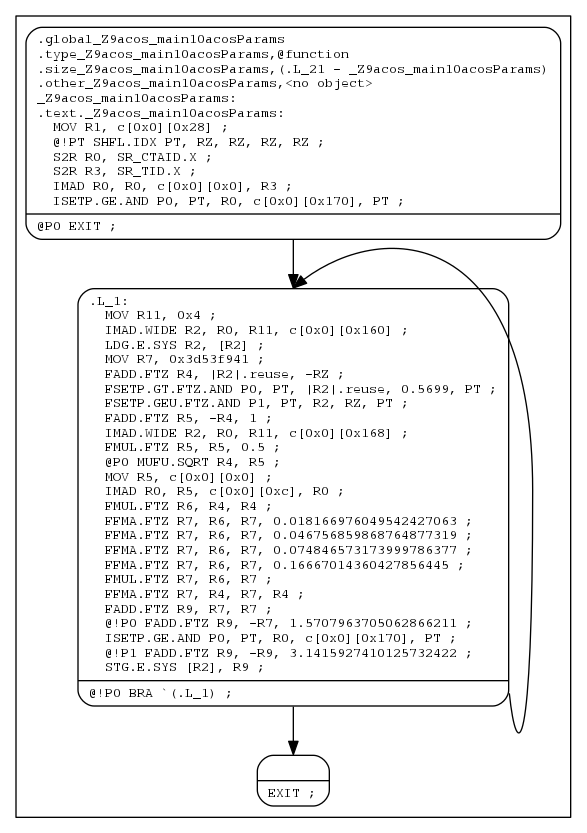 .global_Z9acos_main10acosParams
.type_Z9acos_main10acosParams,@function
.size_Z9acos_main10acosParams,(.L_21 - _Z9acos_main10acosParams)
.other_Z9acos_main10acosParams,<no object>
_Z9acos_main10acosParams:
.text._Z9acos_main10acosParams:
MOV R1, c[0x0][0x28] ;
@!PT SHFL.IDX PT, RZ, RZ, RZ, RZ ;
S2R R0, SR_CTAID.X ;
S2R R3, SR_TID.X ;
IMAD R0, R0, c[0x0][0x0], R3 ;
ISETP.GE.AND P0, PT, R0, c[0x0][0x170], PT ;
@P0 EXIT ;
.L_1:
MOV R11, 0x4 ;
IMAD.WIDE R2, R0, R11, c[0x0][0x160] ;
LDG.E.SYS R2, [R2] ;
MOV R7, 0x3d53f941 ;
FADD.FTZ R4, |R2|.reuse, -RZ ;
FSETP.GT.FTZ.AND P0, PT, |R2|.reuse, 0.5699, PT ;
FSETP.GEU.FTZ.AND P1, PT, R2, RZ, PT ;
FADD.FTZ R5, -R4, 1 ;
IMAD.WIDE R2, R0, R11, c[0x0][0x168] ;
FMUL.FTZ R5, R5, 0.5 ;
@P0 MUFU.SQRT R4, R5 ;
MOV R5, c[0x0][0x0] ;
IMAD R0, R5, c[0x0][0xc], R0 ;
FMUL.FTZ R6, R4, R4 ;
FFMA.FTZ R7, R6, R7, 0.018166976049542427063 ;
FFMA.FTZ R7, R6, R7, 0.046756859868764877319 ;
FFMA.FTZ R7, R6, R7, 0.074846573173999786377 ;
FFMA.FTZ R7, R6, R7, 0.16667014360427856445 ;
FMUL.FTZ R7, R6, R7 ;
FFMA.FTZ R7, R4, R7, R4 ;
FADD.FTZ R9, R7, R7 ;
@!P0 FADD.FTZ R9, -R7, 1.5707963705062866211 ;
ISETP.GE.AND P0, PT, R0, c[0x0][0x170], PT ;
@!P1 FADD.FTZ R9, -R9, 3.1415927410125732422 ;
STG.E.SYS [R2], R9 ;
@!P0 BRA `(.L_1) ;
EXIT ;